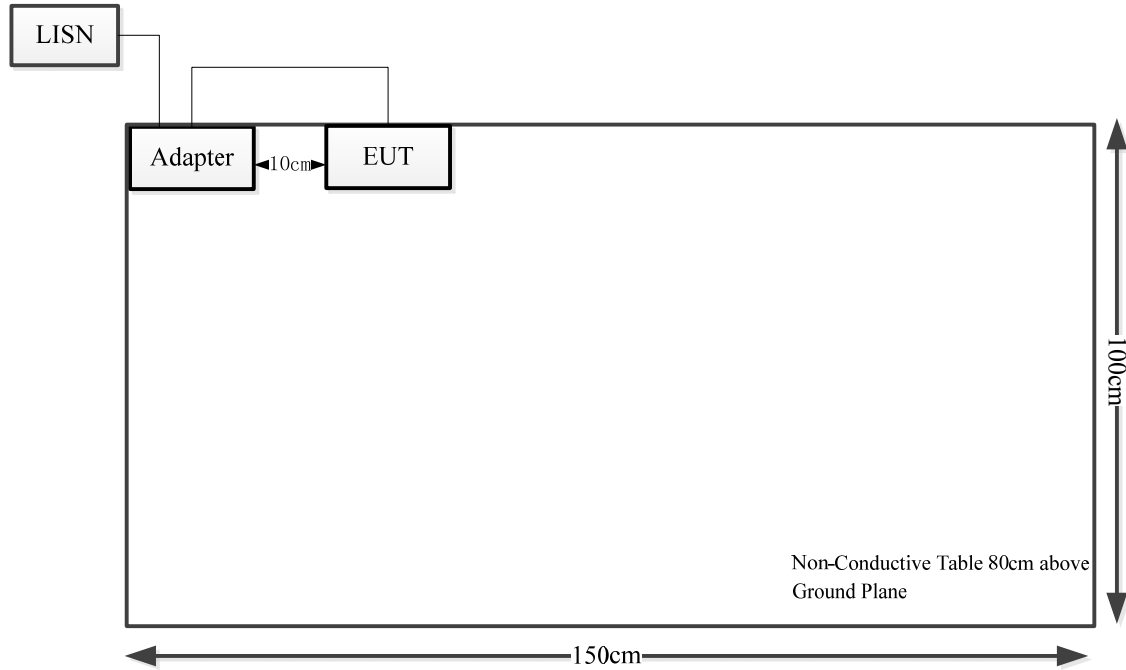 LISN
Adapter
10cm
EUT
100cm
Non-Conductive Table 80cm above
Ground Plane
150cm